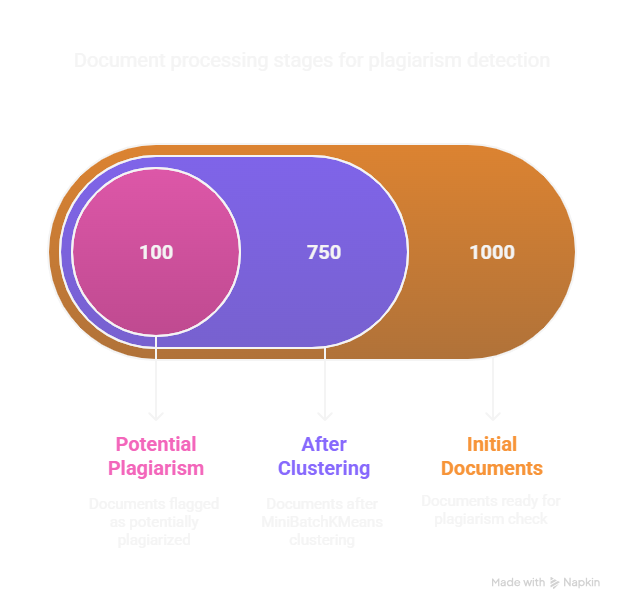 Document processing stages for plagiarism detection
100
750
1000
Potential
Plagiarism
After
Clustering
Initial
Documents
Documents flagged
as potentially
plagiarized
Documents after
MiniBatchKMeans
clustering
Documents ready for
plagiarism check
Made with Napkin